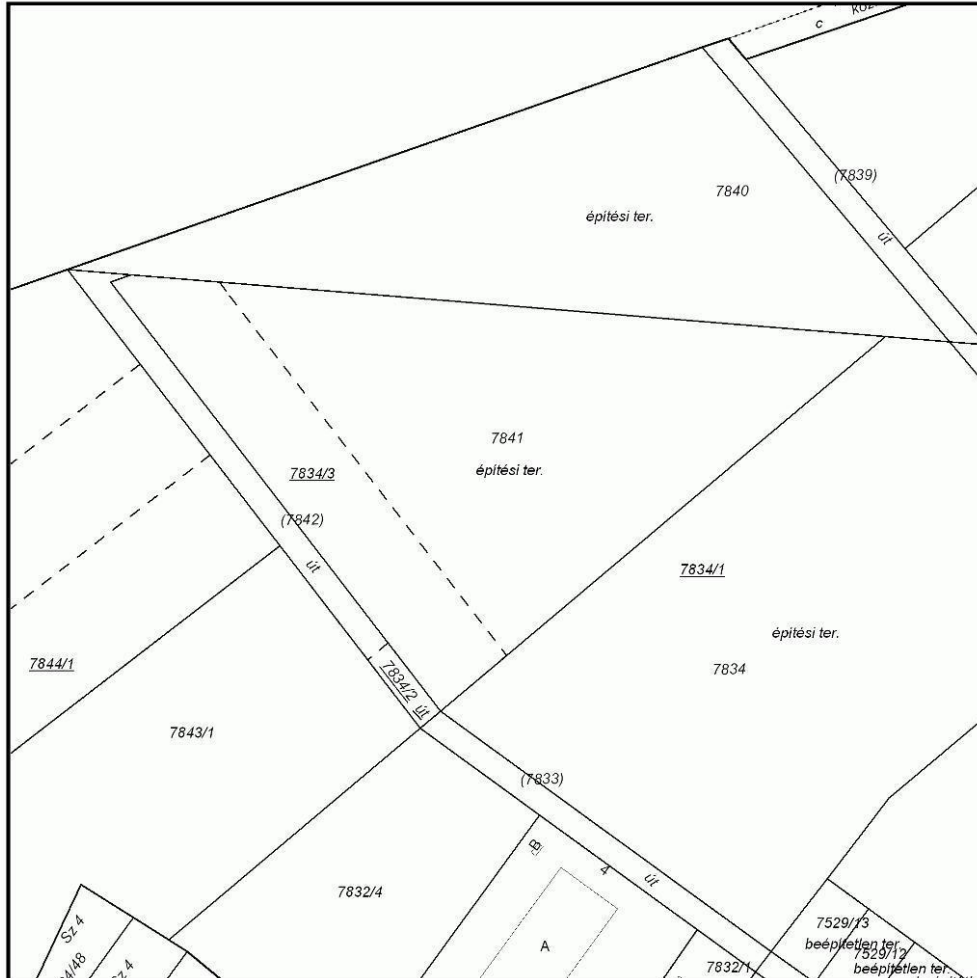 c
7840
(7839)
építési ter.
út
7841
építési ter.
7834/3
(7842)
út
7834/1
építési ter.
7844/1
7834/2 út
7834
7843/1
(7833)
B
4
út
7832/4
7529/13
Sz 4
beépítetlen ter.
A
7529/12
7832/1
beépítetlen ter.
Sz 4